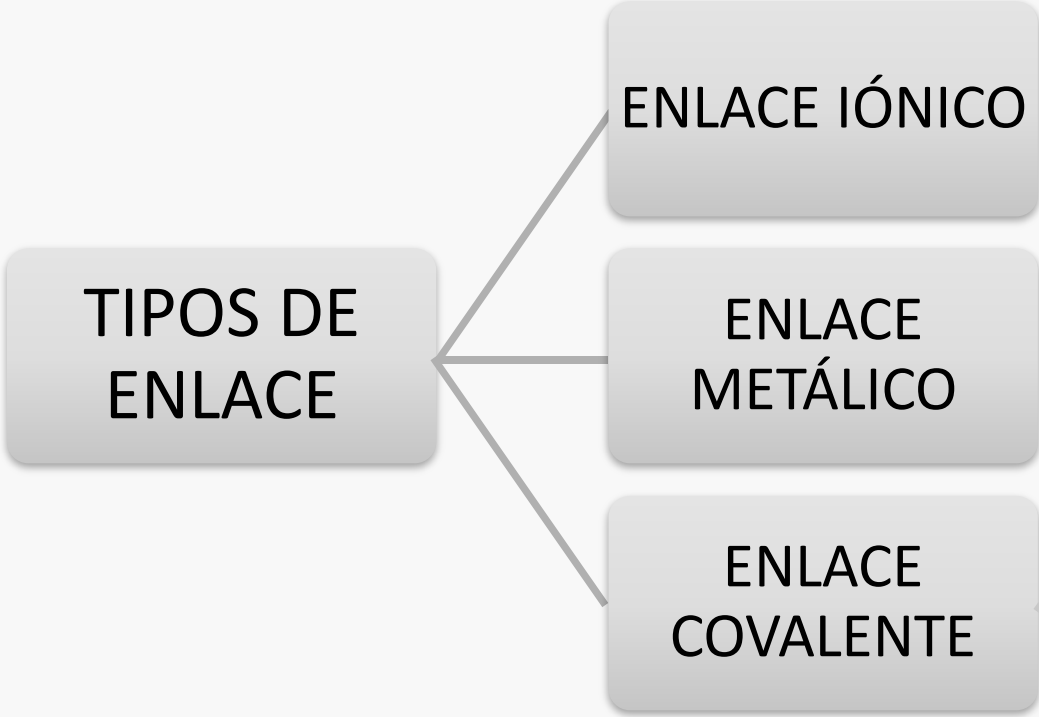 TIPOS DE
ENLACE
ENLACE IÓNICO
ENLACE
METÁLICO
ENLACE
COVALENTE